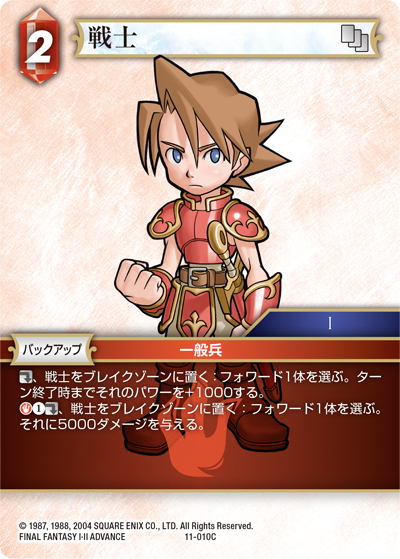 2
戦士
I
バックアップ
一般兵
、戦士をブレイクゾーンに置く：フォワード1体を選ぶ。ター
ン終了時までそれのパワーを+1000する。
1、戦士をブレイクゾーンに置く：フォワード1体を選ぶ。
それに5000ダメージを与える。
© 1987, 1988, 2004 SQUARE ENIX CO., LTD. All Rights Reserved.
FINAL FANTASY I·II ADVANCE
11-010C